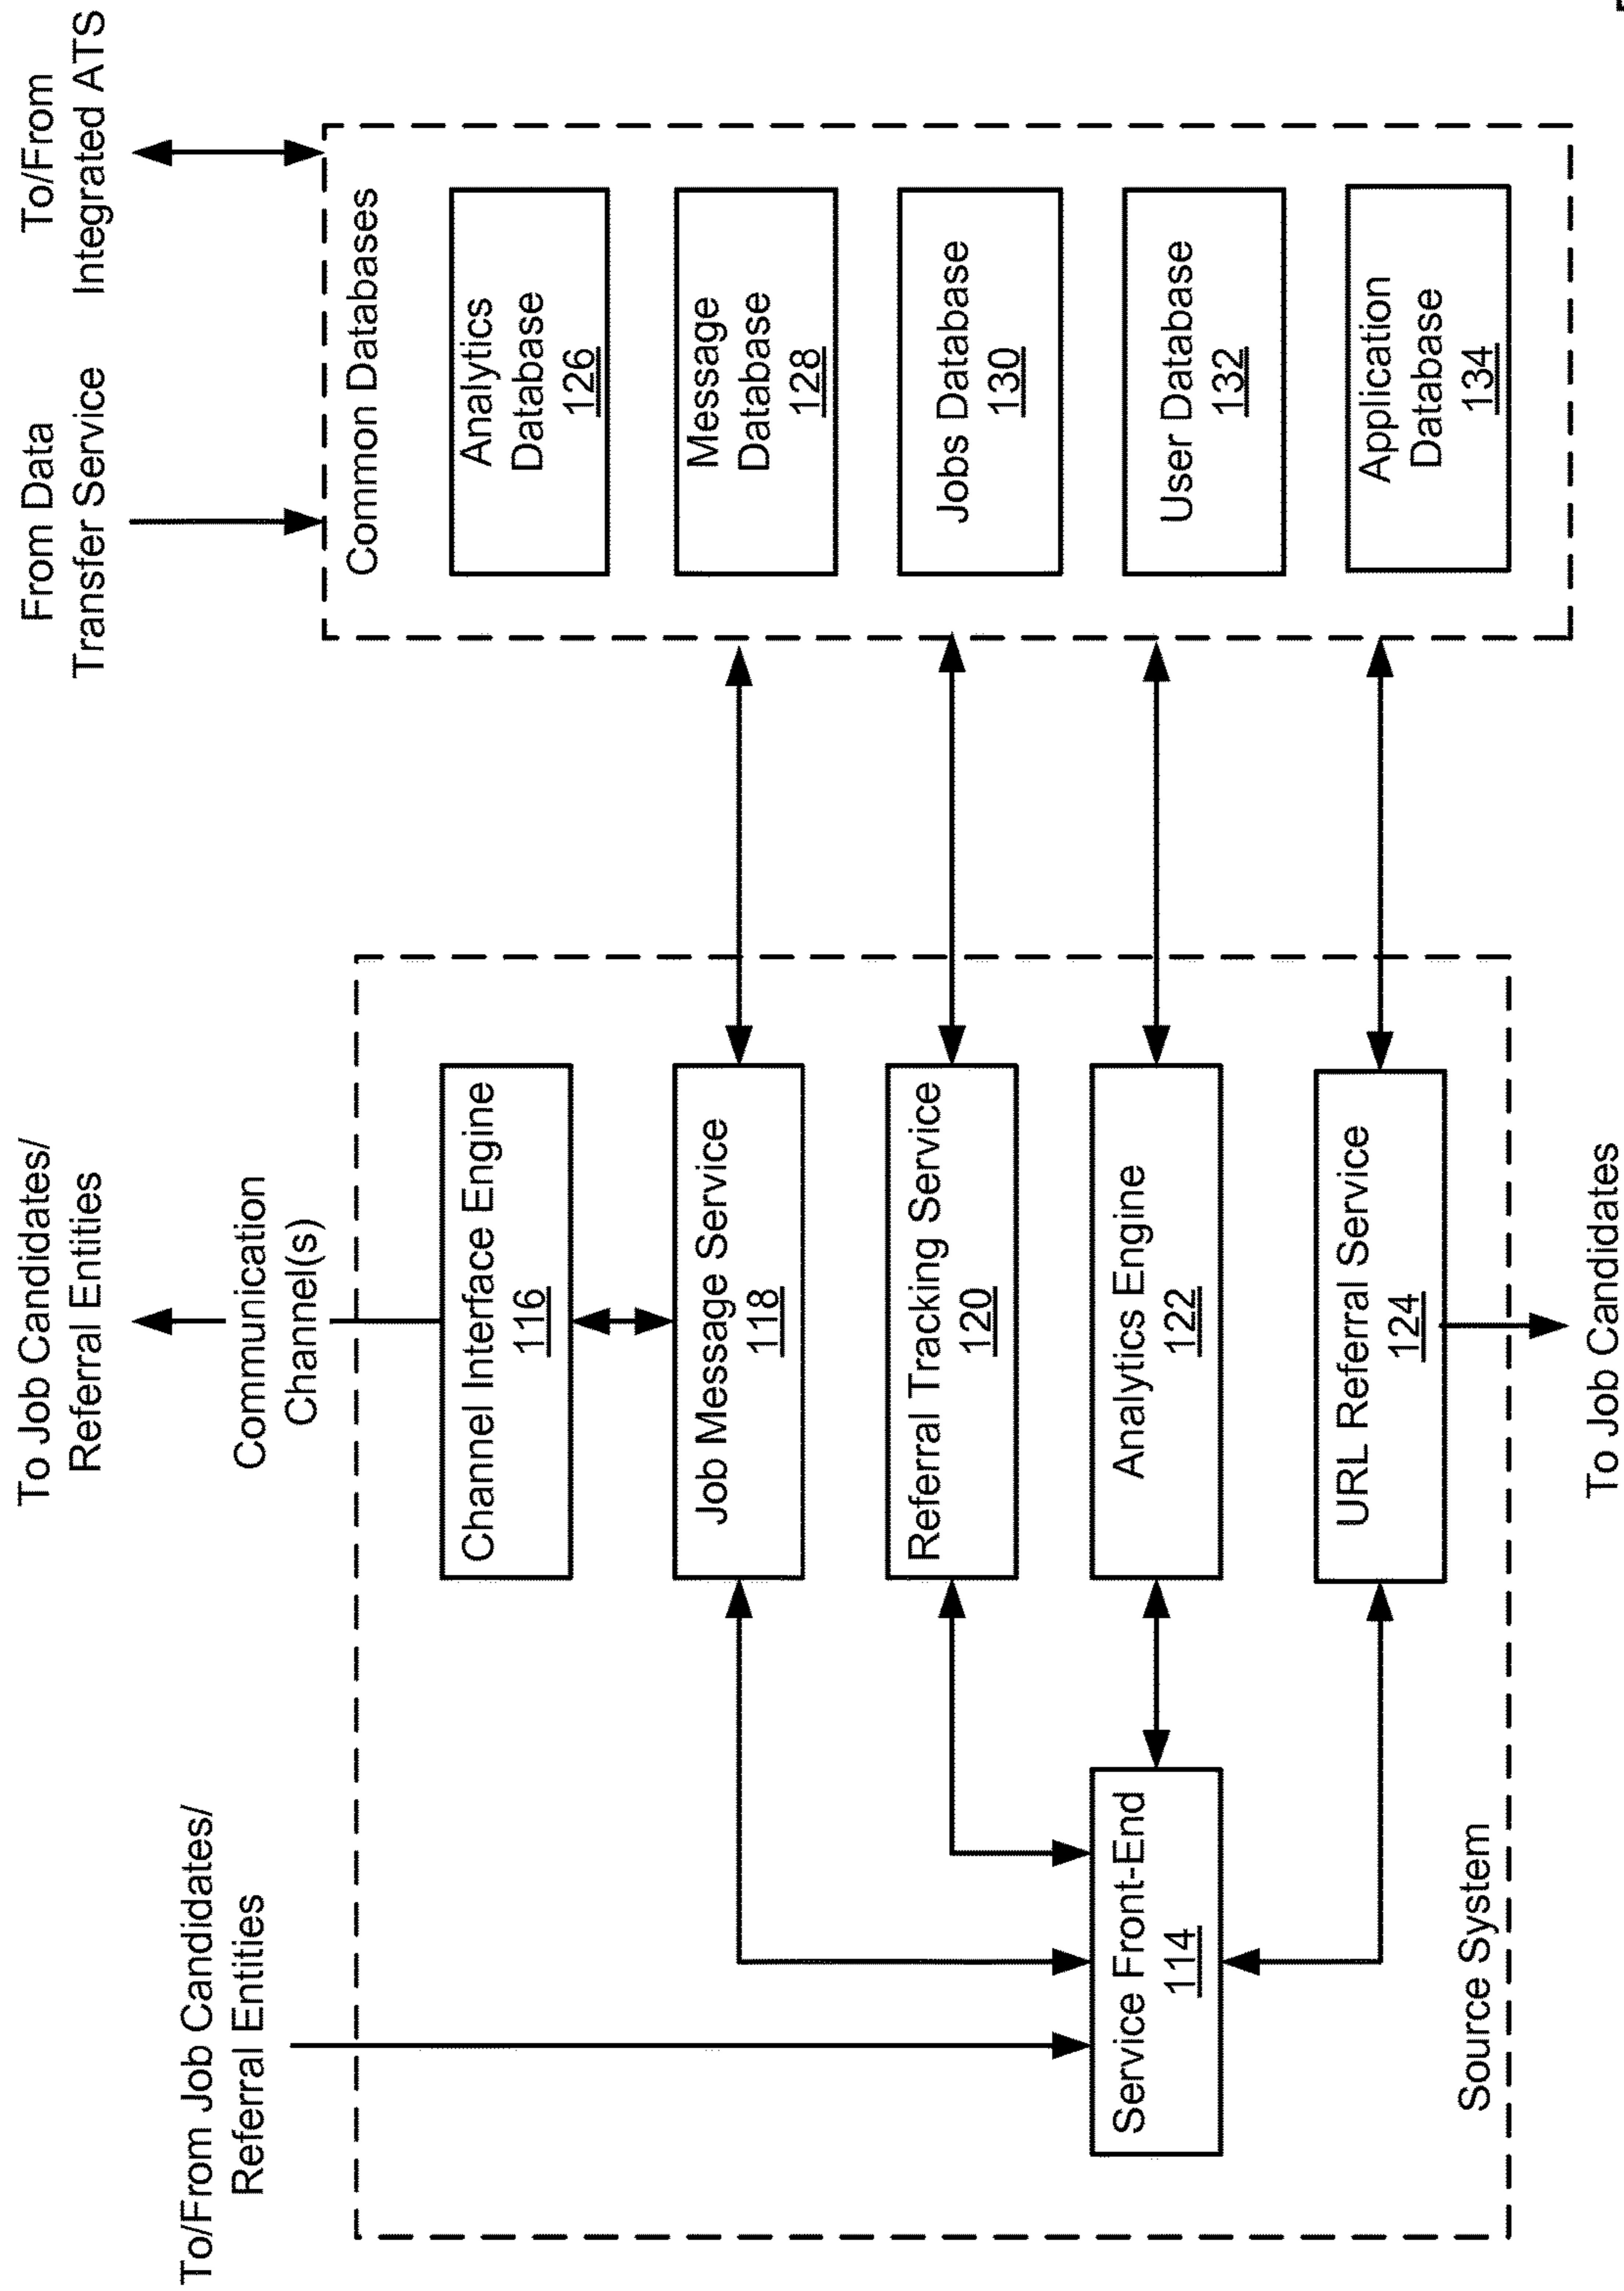 To/From Job Candidates/
Referral Entities
To Job Candidates/
Referral Entities
Communication
Channel(s)
From Data
Transfer Service
To/From
Integrated ATS
Channel Interface Engine
116
Job Message Service
118
Referral Tracking Service
120
Analytics Engine
122
URL Referral Service
124
Service Front-End
114
Source System
To Job Candidates
Common Databases
Analytics
Database
126
Message
Database
128
Jobs Database
130
User Database
132
Application
Database
134